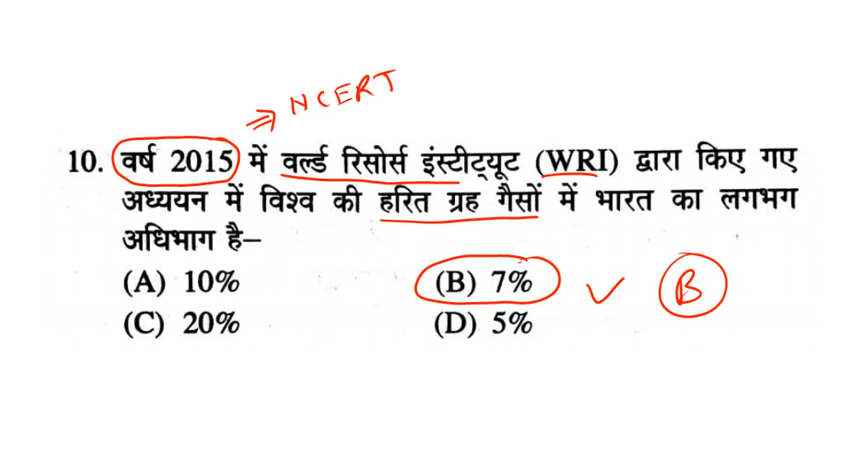 ⇒ NCERT
10. वर्ष 2015 में वर्ल्ड रिसोर्स इंस्टीट्यूट (WRI) द्वारा किए गए
अध्ययन में विश्व की हरित ग्रह गैसों में भारत का लगभग
अधिभाग है–
(A) 10% (B) 7% ✓ B
(C) 20% (D) 5%